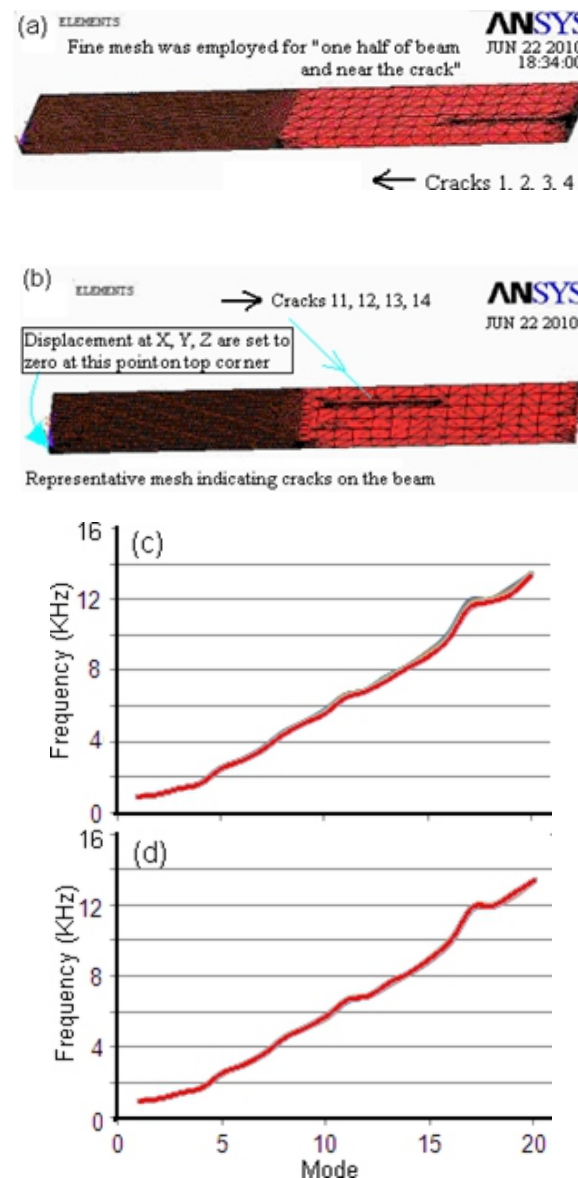 (a) ELEMENTS
ANSYS
JUN 22 2010
18:34:00
Fine mesh was employed for "one half of beam
and near the crack"
← Cracks 1, 2, 3, 4
(b)
ELEMENTS
→ Cracks 11, 12, 13, 14
ANSYS
JUN 22 2010
Displacement at X, Y, Z are set to
zero at this point on top corner
Representative mesh indicating cracks on the beam
(c)
Frequency (KHz)
16
12
8
4
0
(d)
Frequency (KHz)
16
12
8
4
0
0 5 10 15 20
Mode